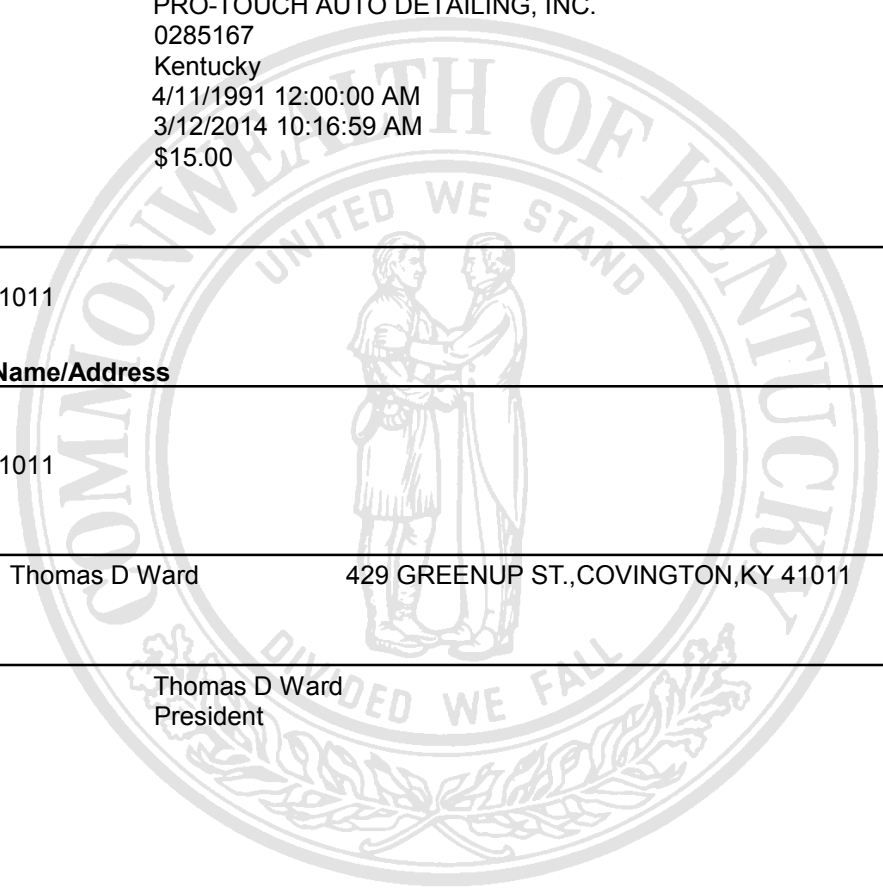 PRO-TOUCH AUTO DETAILING, INC.
0285167
Kentucky
4/11/1991 12:00:00 AM
3/12/2014 10:16:59 AM
$15.00
COMMONWEALTH OF KENTUCKY
UNITED WE STAND
1011
Name/Address
1011
Thomas D Ward 429 GREENUP ST.,COVINGTON,KY 41011
DIVIDED WE FALL
Thomas D Ward
President